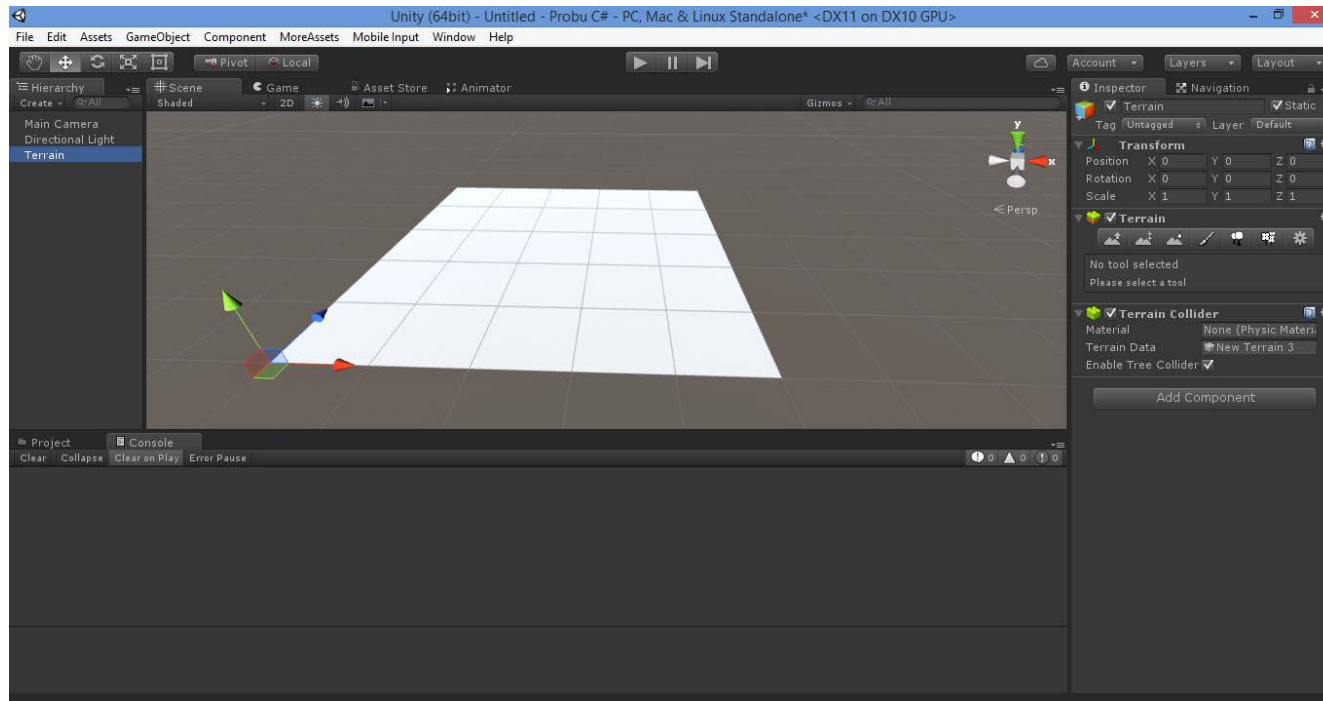 Unity (64bit) - Untitled - Probu C# - PC, Mac & Linux Standalone* <DX11 on DX10 GPU>
File Edit Assets GameObject Component MoreAssets Mobile Input Window Help
Pivot Local Account Layers Layout
Hierarchy Scene Game Asset Store Animator Inspector Navigation
Create All Shaded 2D Gizmos All Terrain Static
Main Camera y Tag Untagged Layer Default
Directional Light
Terrain Transform
x Position X 0 Y 0 Z 0
Rotation X 0 Y 0 Z 0
Scale X 1 Y 1 Z 1
Persp Terrain
No tool selected
Please select a tool
Terrain Collider
Material None (Physic Materi
Terrain Data New Terrain 3
Enable Tree Collider
Add Component
Project Console
Clear Collapse Clear on Play Error Pause 0 0 0